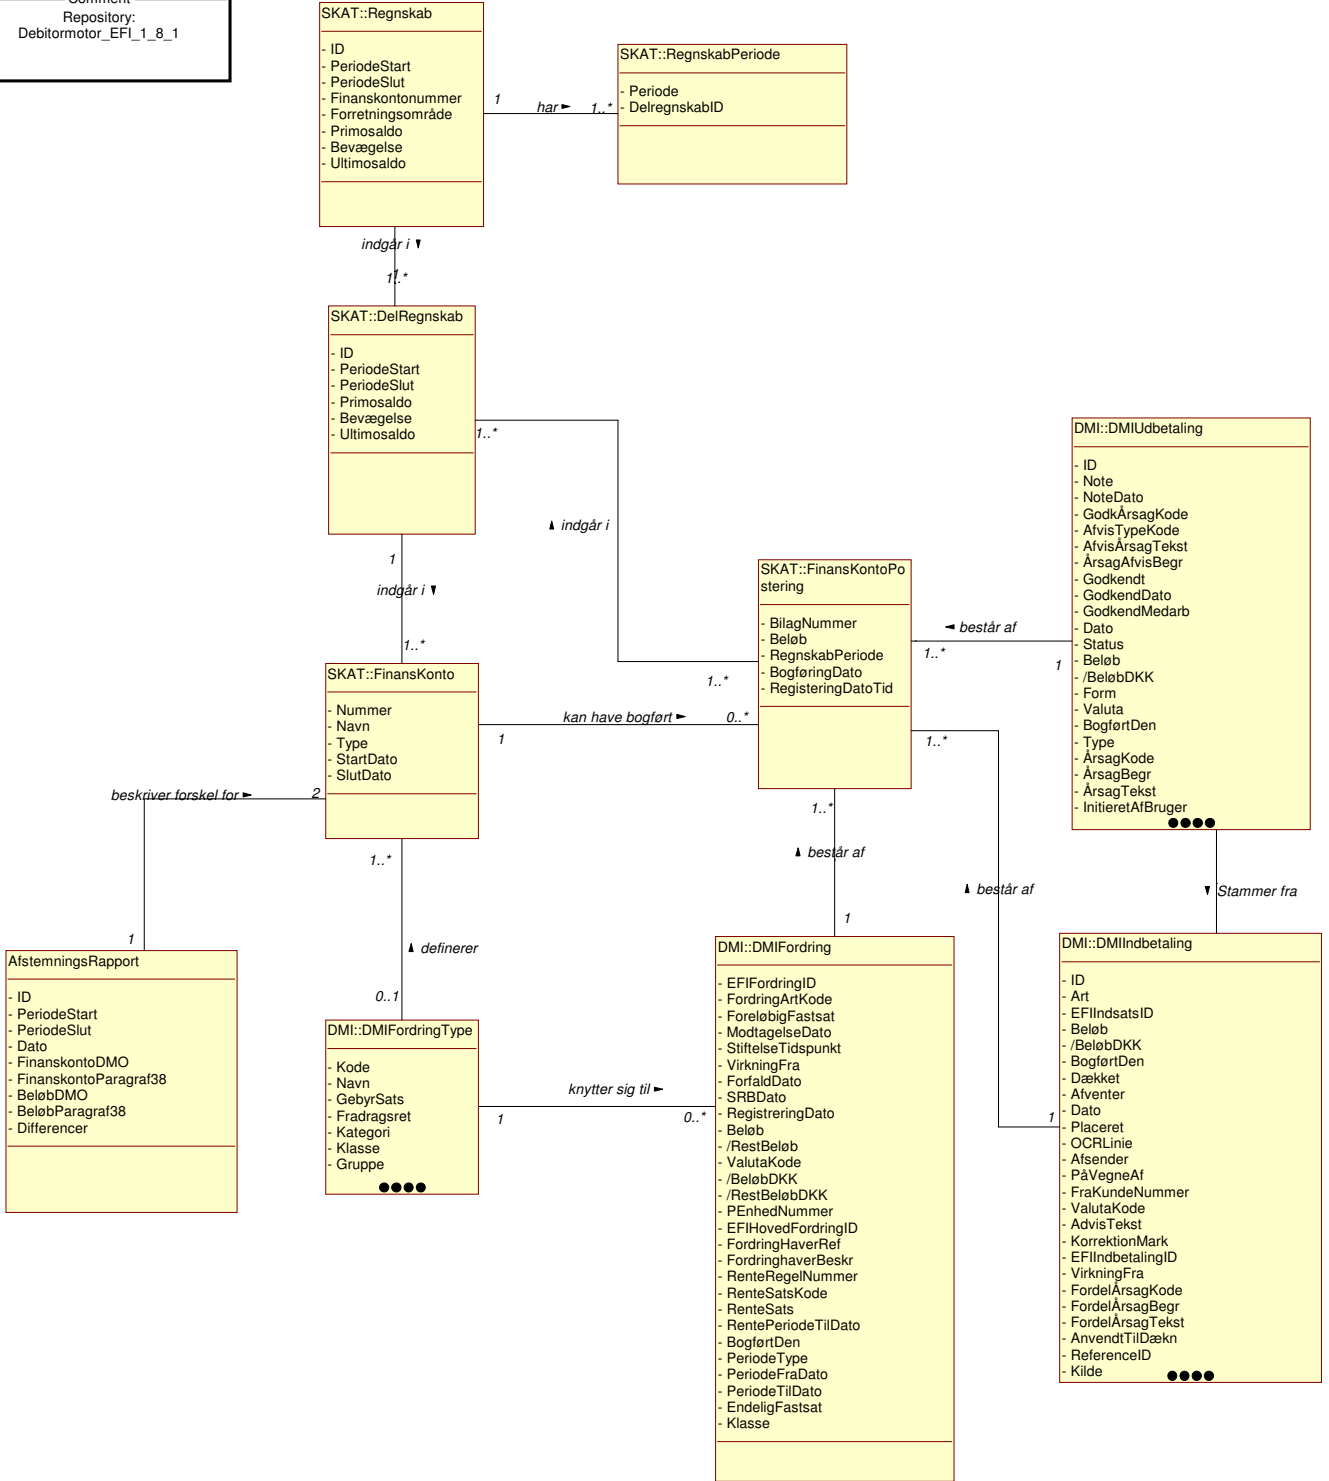 Comment
Repository:
Debitormotor_EFI_1_8_1
SKAT::Regnskab
- ID
- PeriodeStart
- PeriodeSlut
- Finanskontonummer
- Forretningsområde
- Primosaldo
- Bevægelse
- Ultimosaldo
SKAT::RegnskabPeriode
- Periode
- DelregnskabID
1
har
1..*
indgår i
1
1..*
SKAT::DelRegnskab
- ID
- PeriodeStart
- PeriodeSlut
- Primosaldo
- Bevægelse
- Ultimosaldo
1..*
indgår i
1..*
1
indgår i
1..*
SKAT::FinansKontoPo
stering
- BilagNummer
- Beløb
- RegnskabPeriode
- BogføringDato
- RegisteringDatoTid
DMI::DMIUdbetaling
- ID
- Note
- NoteDato
- GodkÅrsagKode
- AfvisTypeKode
- AfvisÅrsagTekst
- ÅrsagAfvisBegr
- Godkendt
- GodkendDato
- GodkendMedarb
- Dato
- Status
- Beløb
- /BeløbDKK
- Form
- Valuta
- BogførtDen
- Type
- ÅrsagKode
- ÅrsagBegr
- ÅrsagTekst
- InitieretAfBruger
består af
1..*
1
SKAT::FinansKonto
- Nummer
- Navn
- Type
- StartDato
- SlutDato
kan have bogført
0..*
1
1..*
beskriver forskel for
2
1
1..*
definerer
0..1
1..*
består af
1
består af
1
Stammer fra
AfstemningsRapport
- ID
- PeriodeStart
- PeriodeSlut
- Dato
- FinanskontoDMO
- FinanskontoParagraf38
- BeløbDMO
- BeløbParagraf38
- Differencer
DMI::DMIFordringType
- Kode
- Navn
- GebyrSats
- Fradragsret
- Kategori
- Klasse
- Gruppe
knytter sig til
1
0..*
DMI::DMIFordring
- EFIFordringID
- FordringArtKode
- ForeløbigFastsat
- ModtagelseDato
- StiftelseTidspunkt
- VirkningFra
- ForfaldDato
- SRBDato
- RegistreringDato
- Beløb
- /RestBeløb
- ValutaKode
- /BeløbDKK
- /RestBeløbDKK
- PEnhedNummer
- EFIHovedFordringID
- FordringHaverRef
- FordringhaverBeskr
- RenteRegelNummer
- RenteSatsKode
- RenteSats
- RentePeriodeTilDato
- BogførtDen
- PeriodeType
- PeriodeFraDato
- PeriodeTilDato
- EndeligFastsat
- Klasse
DMI::DMIIndbetaling
- ID
- Art
- EFIIndsatsID
- Beløb
- /BeløbDKK
- BogførtDen
- Dækket
- Afventer
- Dato
- Placeret
- OCRLinie
- Afsender
- PåVegneAf
- FraKundeNummer
- ValutaKode
- AdvisTekst
- KorrektionMark
- EFIIndbetalingID
- VirkningFra
- FordelÅrsagKode
- FordelÅrsagBegr
- FordelÅrsagTekst
- AnvendtTilDækn
- ReferenceID
- Kilde